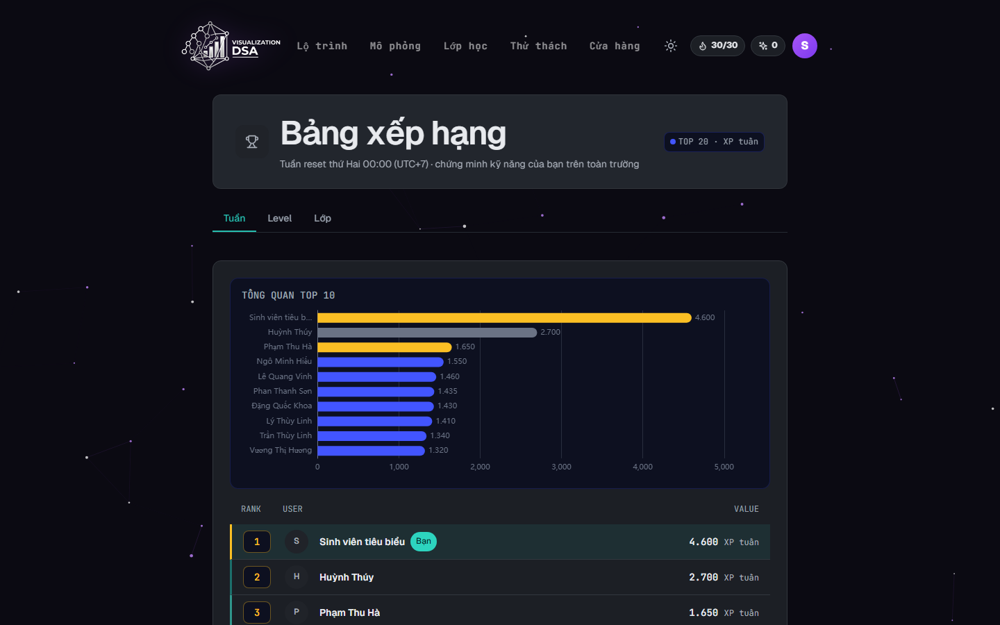 VISUALIZATION
DSA
Lộ trình
Mô phỏng
Lớp học
Thử thách
Cửa hàng
30/30
0
S
Bảng xếp hạng
Tuần reset thứ Hai 00:00 (UTC+7) · chứng minh kỹ năng của bạn trên toàn trường
TOP 20 · XP tuần
Tuần
Level
Lớp
TỔNG QUAN TOP 10
Sinh viên tiêu b... 4.600
Huỳnh Thúy 2.700
Phạm Thu Hà 1.650
Ngô Minh Hiếu 1.550
Lê Quang Vinh 1.460
Phan Thanh Sơn 1.435
Đặng Quốc Khoa 1.430
Lý Thùy Linh 1.410
Trần Thùy Linh 1.340
Vương Thị Hương 1.320
0 1,000 2,000 3,000 4,000 5,000
RANK USER VALUE
1 S Sinh viên tiêu biểu Bạn 4.600 XP tuần
2 H Huỳnh Thúy 2.700 XP tuần
3 P Phạm Thu Hà 1.650 XP tuần